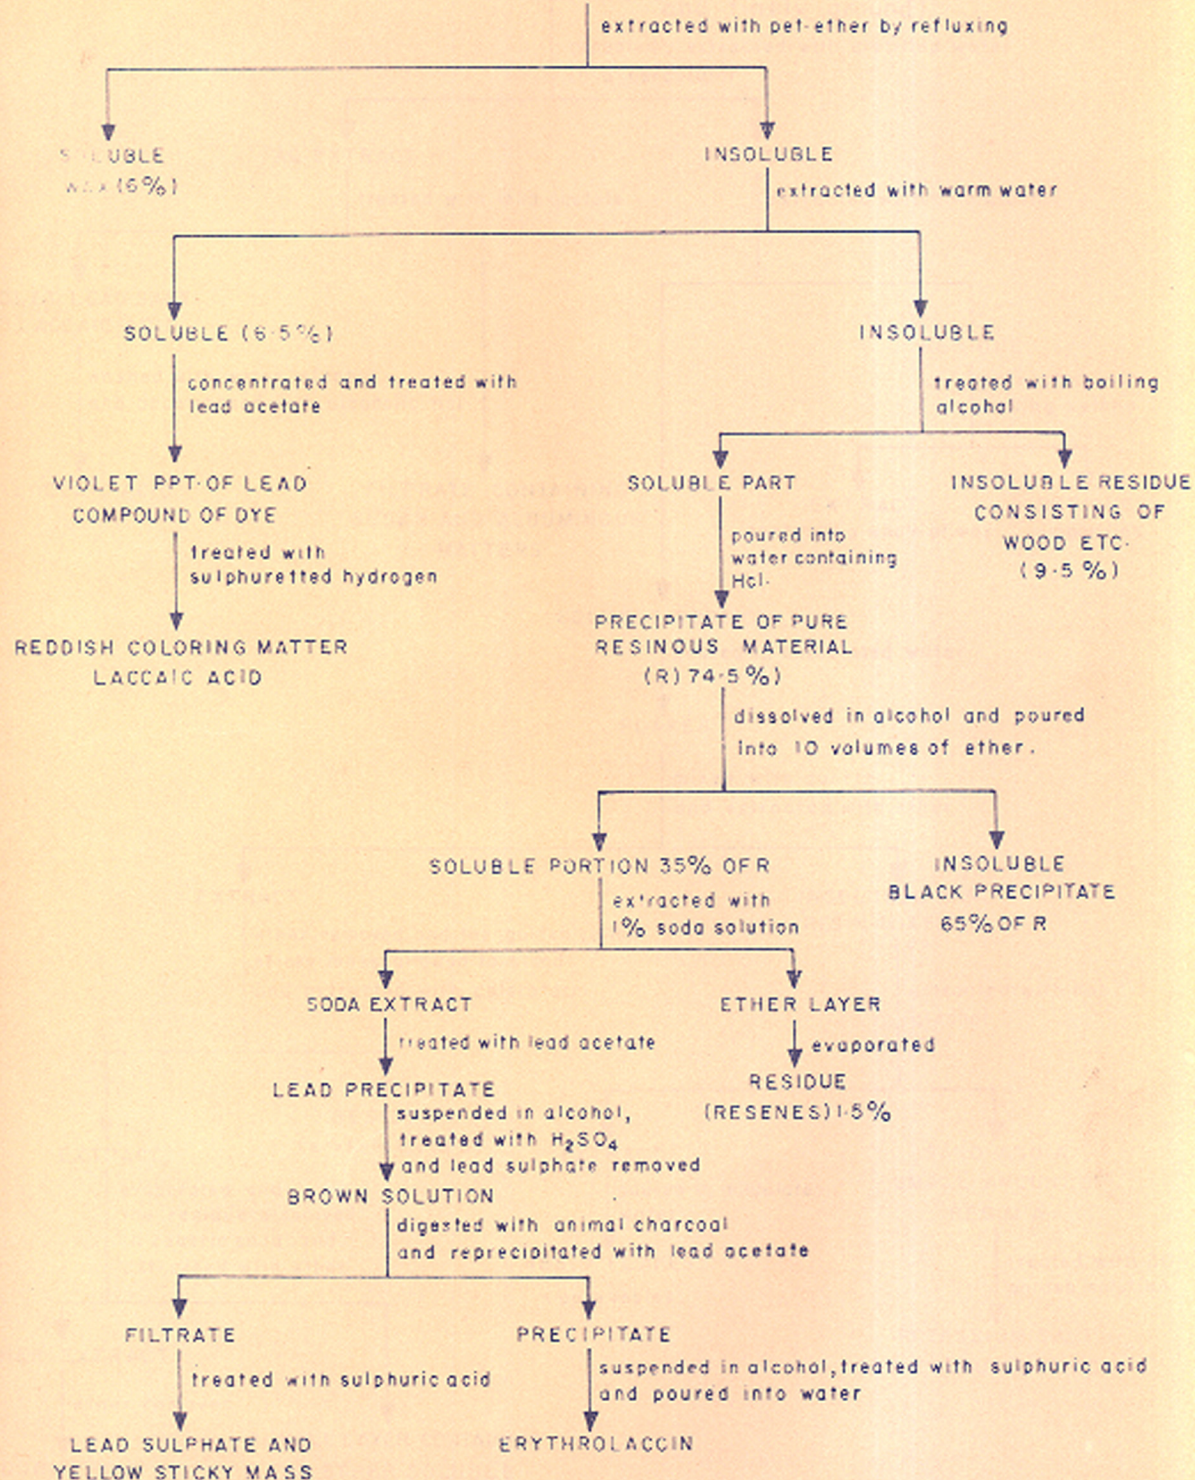 extracted with pet-ether by refluxing
SOLUBLE
wax (6%)
INSOLUBLE
extracted with warm water
SOLUBLE (6·5%)
INSOLUBLE
concentrated and treated with
lead acetate
treated with boiling
alcohol
VIOLET PPT·OF LEAD
COMPOUND OF DYE
SOLUBLE PART
INSOLUBLE RESIDUE
CONSISTING OF
WOOD ETC·
(9·5%)
treated with
sulphuretted hydrogen
poured into
water containing
Hcl·
REDDISH COLORING MATTER
LACCAIC ACID
PRECIPITATE OF PURE
RESINOUS MATERIAL
(R) 74·5%)
dissolved in alcohol and poured
into 10 volumes of ether.
SOLUBLE PORTION 35% OF R
INSOLUBLE
BLACK PRECIPITATE
65% OF R
extracted with
1% soda solution
SODA EXTRACT
ETHER LAYER
treated with lead acetate
evaporated
LEAD PRECIPITATE
RESIDUE
(RESENES) 1·5%
suspended in alcohol,
treated with H₂SO₄
and lead sulphate removed
BROWN SOLUTION
digested with animal charcoal
and reprecipitated with lead acetate
FILTRATE
PRECIPITATE
treated with sulphuric acid
suspended in alcohol, treated with sulphuric acid
and poured into water
LEAD SULPHATE AND
YELLOW STICKY MASS
ERYTHROLACCIN